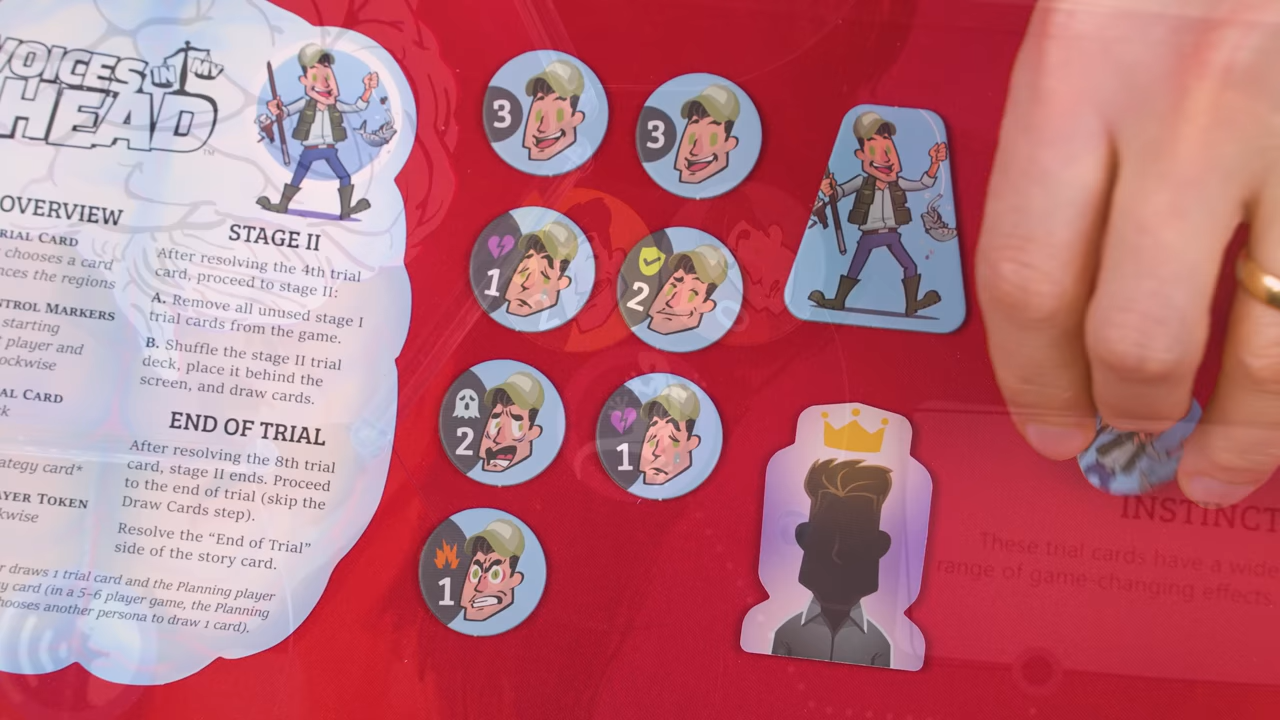 VOICES IN MY
HEAD
TM
OVERVIEW
RIAL CARD
chooses a card
nces the regions
NTROL MARKERS
starting
player and
ockwise
AL CARD
ck
ategy card*
AYER TOKEN
kwise
r draws 1 trial card and the Planning player
y card (in a 5-6 player game, the Planning
hooses another persona to draw 1 card).
STAGE II
After resolving the 4th trial
card, proceed to stage II:
A. Remove all unused stage I
trial cards from the game.
B. Shuffle the stage II trial
deck, place it behind the
screen, and draw cards.
END OF TRIAL
After resolving the 8th trial
card, stage II ends. Proceed
to the end of trial (skip the
Draw Cards step).
Resolve the “End of Trial”
side of the story card.
3
3
1
2
2
1
1
INSTINCT
These trial cards have a wide
range of game-changing effects